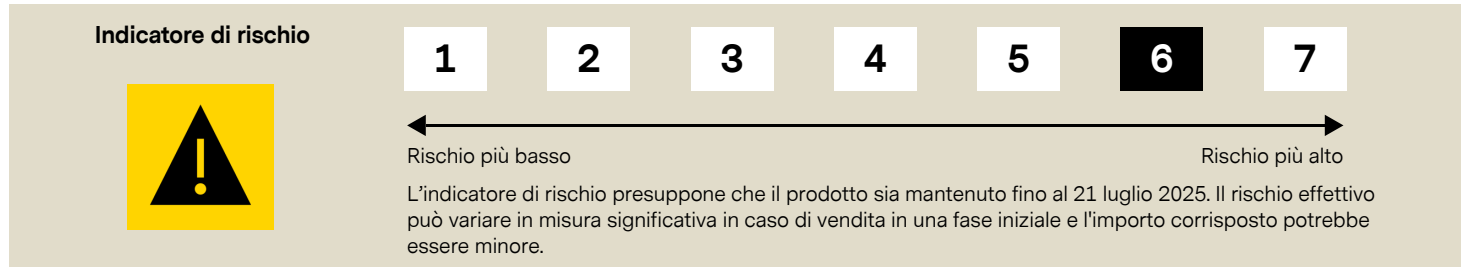 Indicatore di rischio
1 2 3 4 5 6 7
Rischio più basso Rischio più alto
L’indicatore di rischio presuppone che il prodotto sia mantenuto fino al 21 luglio 2025. Il rischio effettivo
può variare in misura significativa in caso di vendita in una fase iniziale e l'importo corrisposto potrebbe
essere minore.